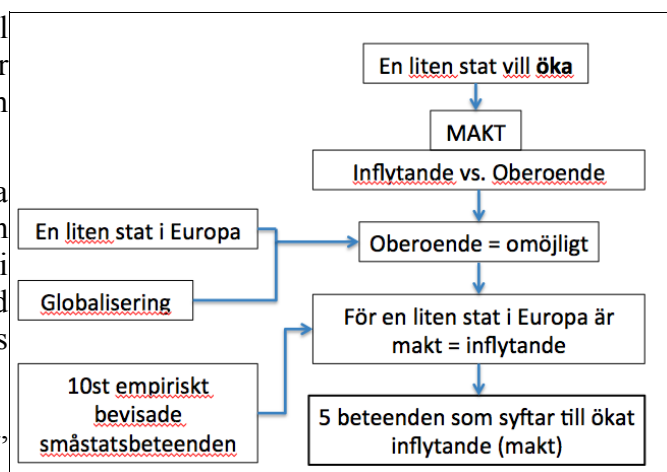 En liten stat vill öka
MAKT
Inflytande vs. Oberoende
En liten stat i Europa
Oberoende = omöjligt
Globalisering
För en liten stat i Europa är
makt = inflytande
10st empiriskt
bevisade
småstatsbeteenden
5 beteenden som syftar till ökat
inflytande (makt)